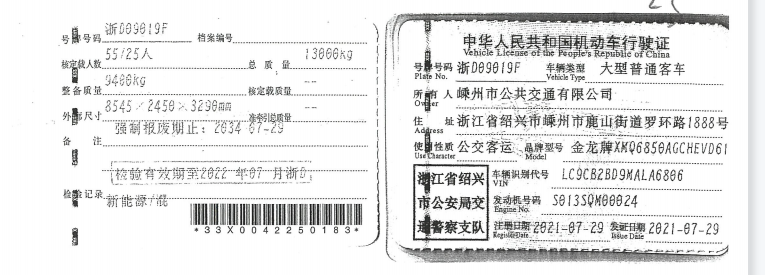 号牌号码 浙D09019F 档案编号
核定载人数 55/25人 总质量 13000kg
整备质量 9400kg 核定载质量 --
外廓尺寸 8545×2450×3290mm 准牵引总质量 --
备注 强制报废期止: 2034-07-29
检验有效期至2022年07月浙D
检验记录
新能源/混
*33X0042250183*
中华人民共和国机动车行驶证
Vehicle License of the People's Republic of China
号牌号码 浙D09019F 车辆类型 大型普通客车
Plate No. Vehicle Type
所有人 嵊州市公共交通有限公司
Owner
住址 浙江省绍兴市嵊州市鹿山街道罗环路1888号
Address
使用性质 公交客运 品牌型号 金龙牌XMQ6850AGCHEVD61
Use Character Model
浙江省绍兴市公安局交通警察支队
车辆识别代号 LC9CB2BD9MALA6806
VIN
发动机号码 S013SQM00024
Engine No.
注册日期 2021-07-29 发证日期 2021-07-29
Register Date Issue Date